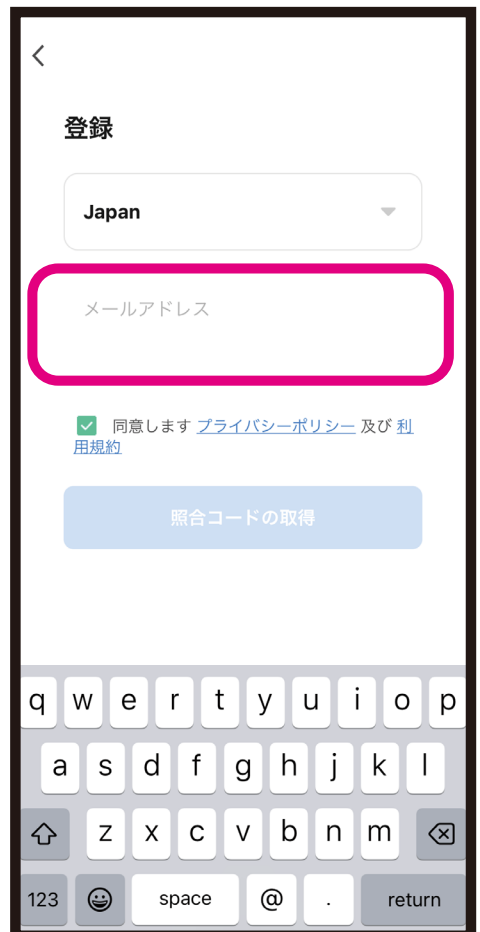 登録
Japan
メールアドレス
同意します プライバシーポリシー 及び 利
用規約
照合コードの取得
q w e r t y u i o p
a s d f g h j k l
z x c v b n m
123 space @ . return